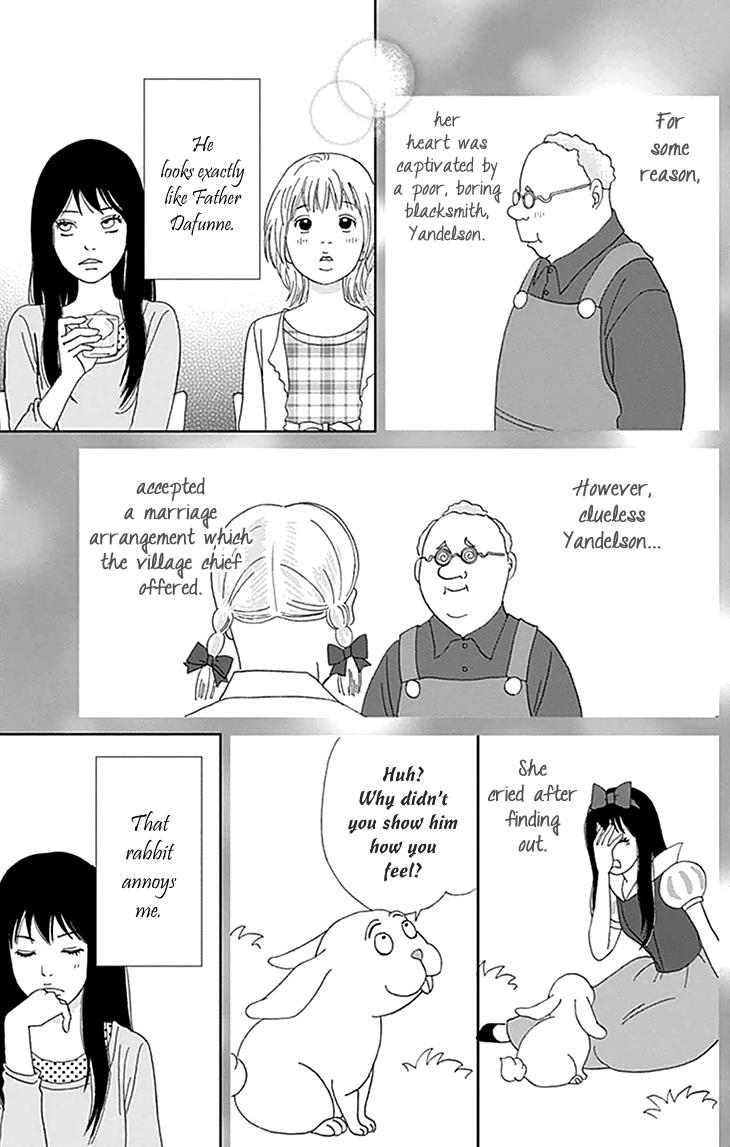 For
some
reason,
her
heart was
captivated by
a poor, boring
blacksmith,
Yandelson.
He
looks exactly
like Father
Dafunne.
However,
clueless
Yandelson...
accepted
a marriage
arrangement which
the village chief
offered.
She
cried after
finding
out.
Huh?
Why didn't
you show him
how you
feel?
That
rabbit
annoys
me.